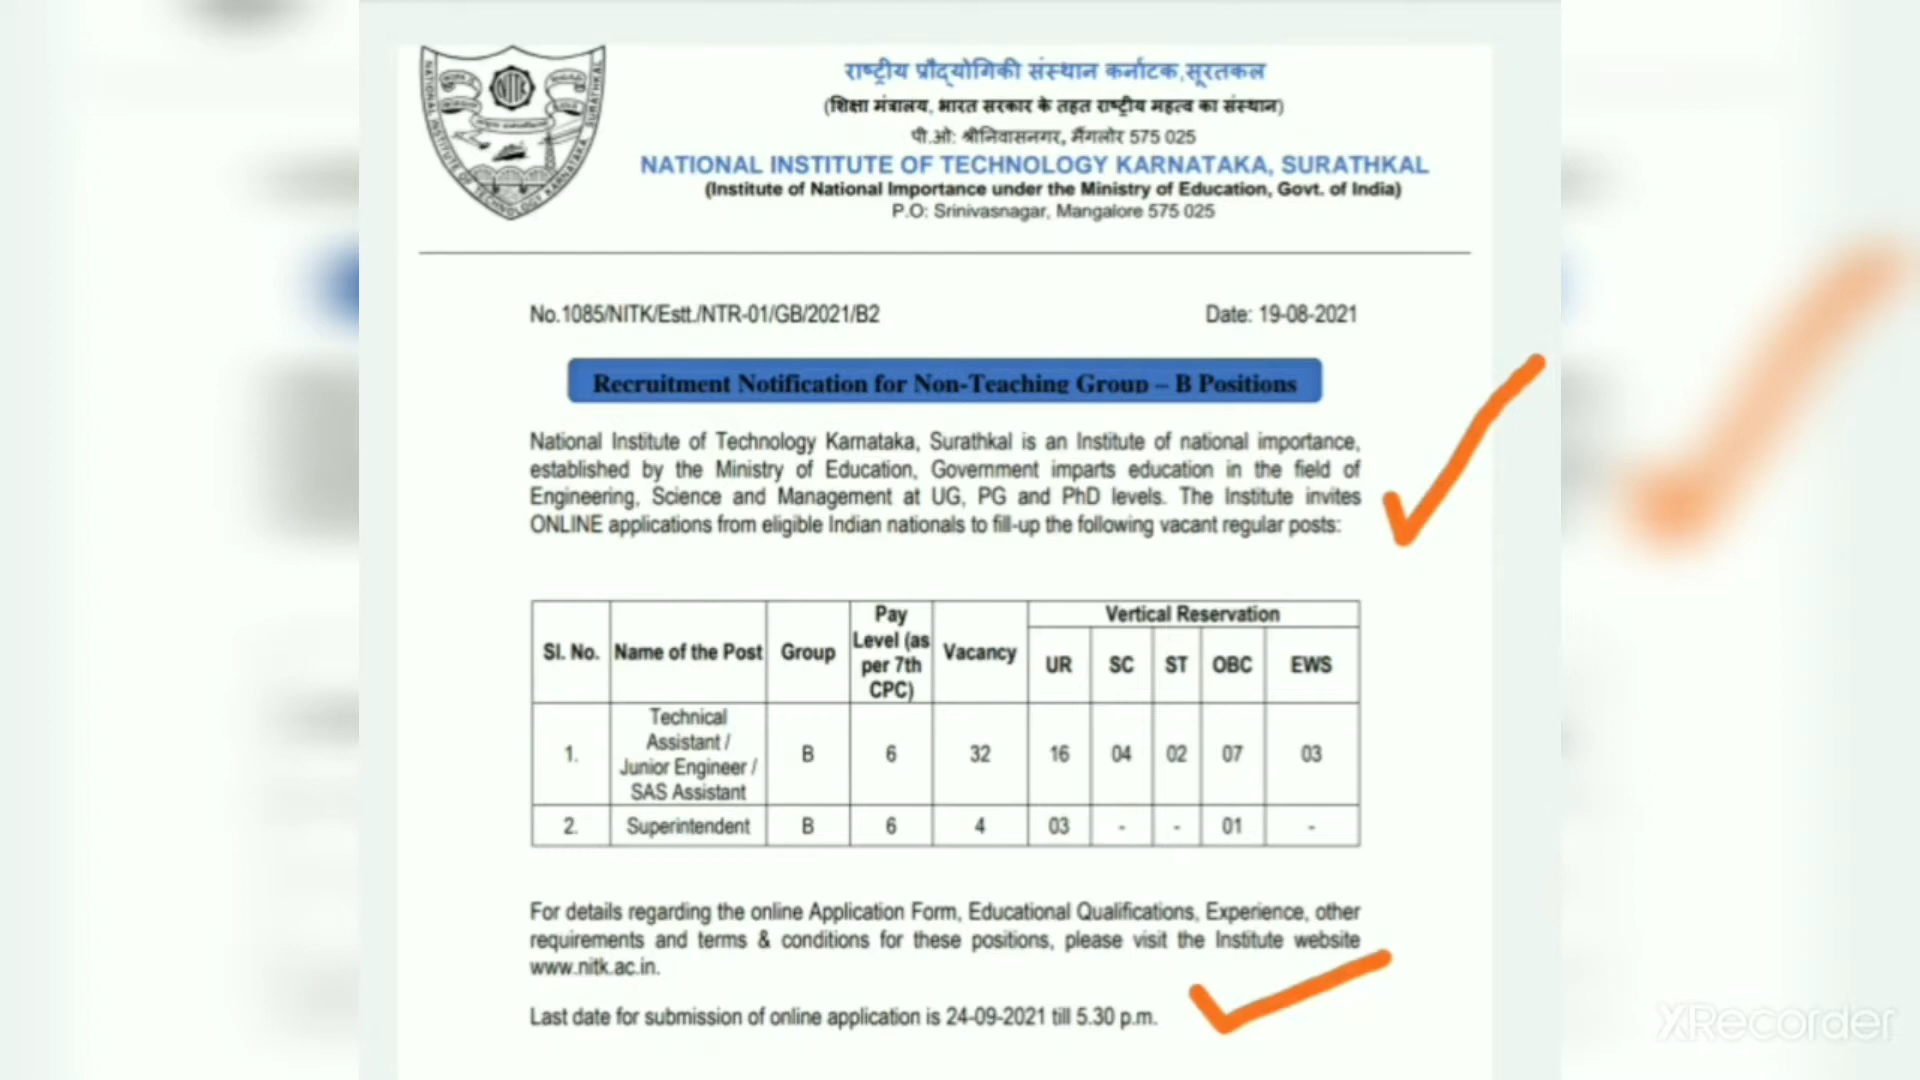 राष्ट्रीय प्रौद्योगिकी संस्थान कर्नाटक,सूरतकल
(शिक्षा मंत्रालय, भारत सरकार के तहत राष्ट्रीय महत्व का संस्थान)
पी.ओ: श्रीनिवासनगर, मैंगलोर 575 025
NATIONAL INSTITUTE OF TECHNOLOGY KARNATAKA, SURATHKAL
(Institute of National Importance under the Ministry of Education, Govt. of India)
P.O: Srinivasnagar, Mangalore 575 025
NATIONAL INSTITUTE OF TECHNOLOGY KARNATAKA SURATHKAL
NITK
No.1085/NITK/Estt./NTR-01/GB/2021/B2 Date: 19-08-2021
Recruitment Notification for Non-Teaching Group – B Positions
National Institute of Technology Karnataka, Surathkal is an Institute of national importance,
established by the Ministry of Education, Government imparts education in the field of
Engineering, Science and Management at UG, PG and PhD levels. The Institute invites
ONLINE applications from eligible Indian nationals to fill-up the following vacant regular posts:
Sl. No. Name of the Post Group Pay Level (as per 7th CPC) Vacancy Vertical Reservation
UR SC ST OBC EWS
1. Technical Assistant / Junior Engineer / SAS Assistant B 6 32 16 04 02 07 03
2. Superintendent B 6 4 03 - - 01 -
For details regarding the online Application Form, Educational Qualifications, Experience, other
requirements and terms & conditions for these positions, please visit the Institute website
www.nitk.ac.in.
Last date for submission of online application is 24-09-2021 till 5.30 p.m.
XRecorder